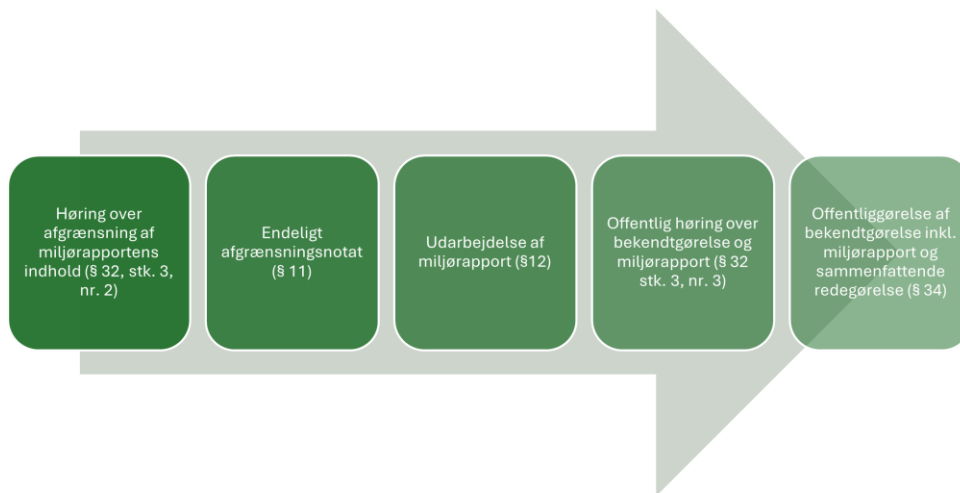 Høring over
afgrænsning af
miljørapportens
indhold (§ 32, stk. 3,
nr. 2)
Endeligt
afgrænsningsnotat
(§ 11)
Udarbejdelse af
miljørapport (§12)
Offentlig høring over
bekendtgørelse og
miljørapport (§ 32
stk. 3, nr. 3)
Offentliggørelse af
bekendtgørelse inkl.
miljørapport og
sammenfattende
redegørelse (§ 34)